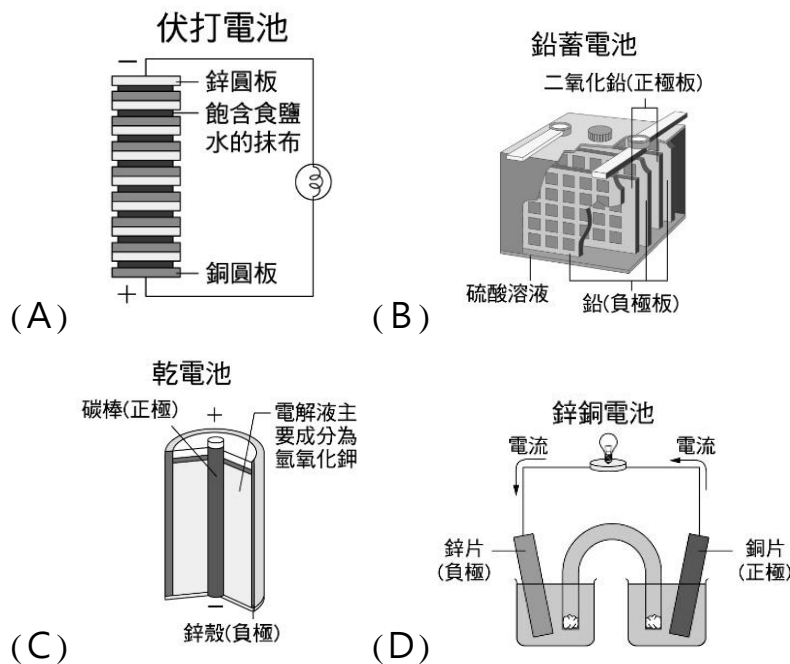 伏打電池
−
鋅圓板
飽含食鹽
水的抹布
銅圓板
+
(A)
鉛蓄電池
二氧化鉛(正極板)
硫酸溶液
鉛(負極板)
(B)
乾電池
碳棒(正極)
+
電解液主
要成分為
氫氧化鉀
−
鋅殼(負極)
(C)
鋅銅電池
電流
電流
鋅片
(負極)
銅片
(正極)
(D)